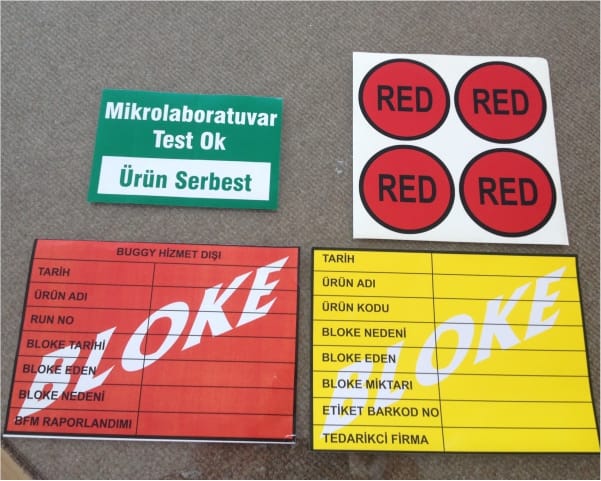 Mikrolaboratuvar
Test Ok
Ürün Serbest
RED
RED
RED
RED
BUGGY HİZMET DIŞI
TARİH
ÜRÜN ADI
RUN NO
BLOKE TARİHİ
BLOKE EDEN
BLOKE NEDENİ
BFM RAPORLANDIMI
BLOKE
TARİH
ÜRÜN ADI
ÜRÜN KODU
BLOKE NEDENİ
BLOKE EDEN
BLOKE MİKTARI
ETİKET BARKOD NO
TEDARİKCİ FİRMA
BLOKE